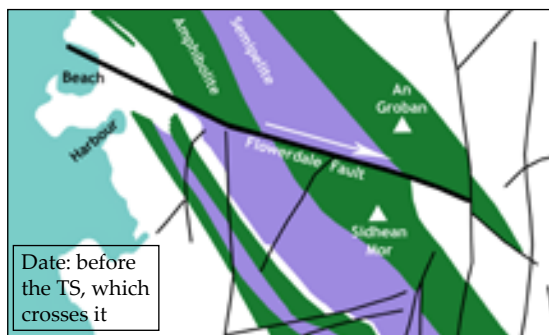 Beach
Harbour
Amphibolite
Semipelite
An
Groban
Flowerdale Fault
Sidhean
Mor
Date: before
the TS, which
crosses it